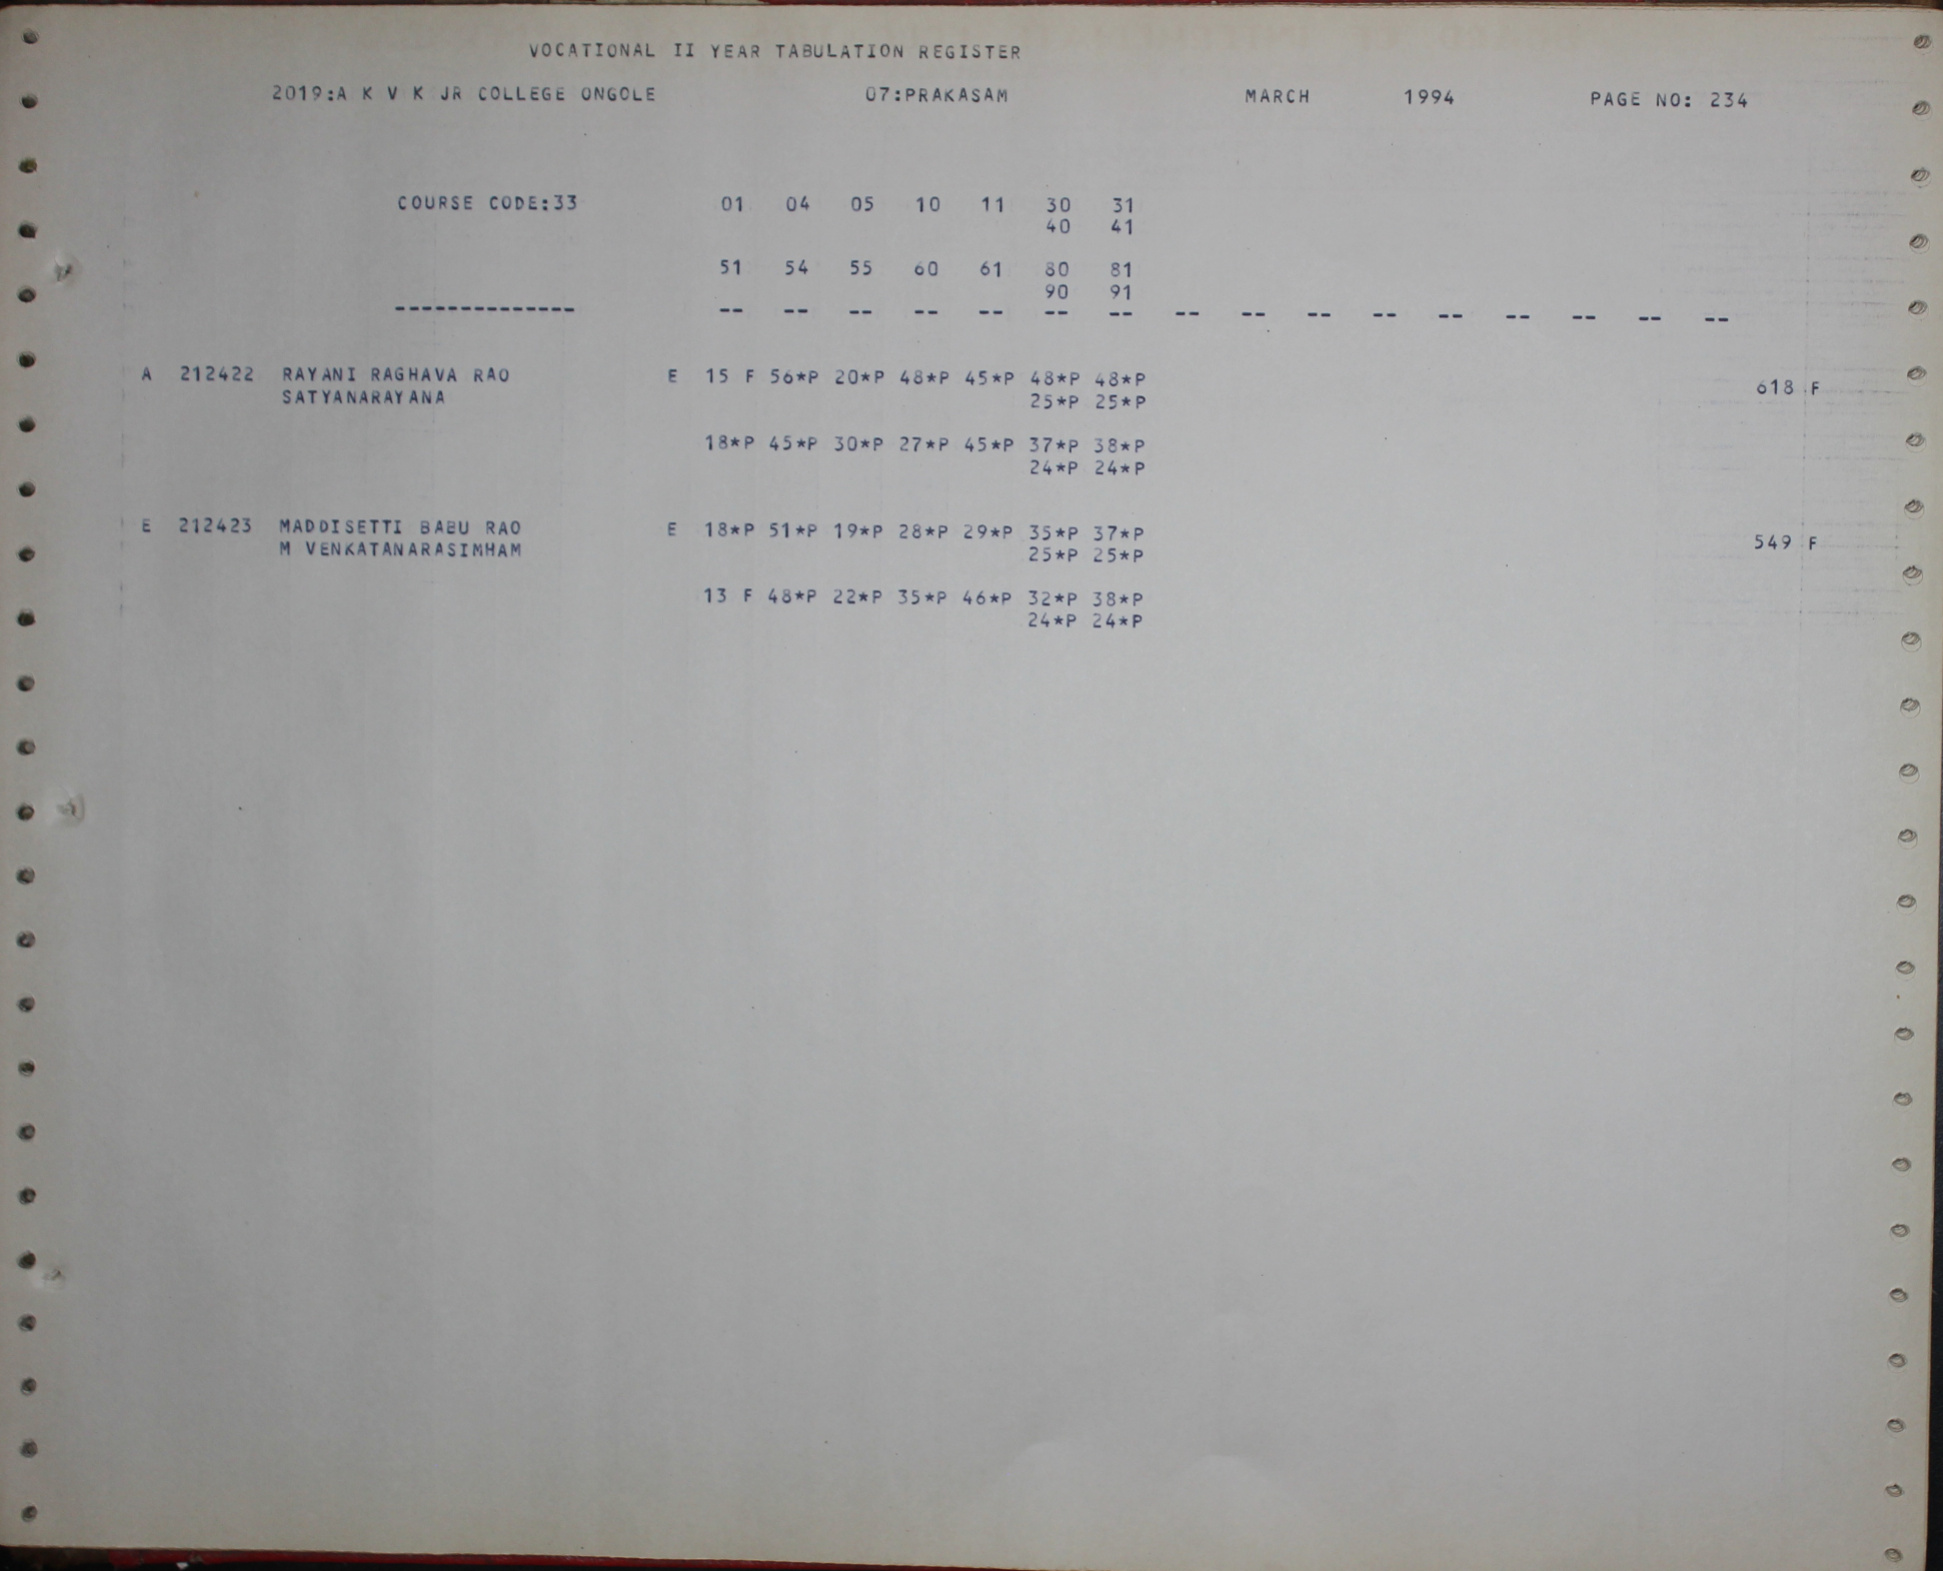 VOCATIONAL II YEAR TABULATION REGISTER
2019:A K V K JR COLLEGE ONGOLE 07:PRAKASAM MARCH 1994 PAGE NO: 234
COURSE CODE:33 01 04 05 10 11 30 31
40 41
51 54 55 60 61 80 81
90 91
-------------- -- -- -- -- -- -- -- -- -- -- -- -- -- -- -- --
A 212422 RAYANI RAGHAVA RAO E 15 F 56*P 20*P 48*P 45*P 48*P 48*P 618 F
SATYANARAYANA 25*P 25*P
18*P 45*P 30*P 27*P 45*P 37*P 38*P
24*P 24*P
E 212423 MADDISETTI BABU RAO E 18*P 51*P 19*P 28*P 29*P 35*P 37*P 549 F
M VENKATANARASIMHAM 25*P 25*P
13 F 48*P 22*P 35*P 46*P 32*P 38*P
24*P 24*P